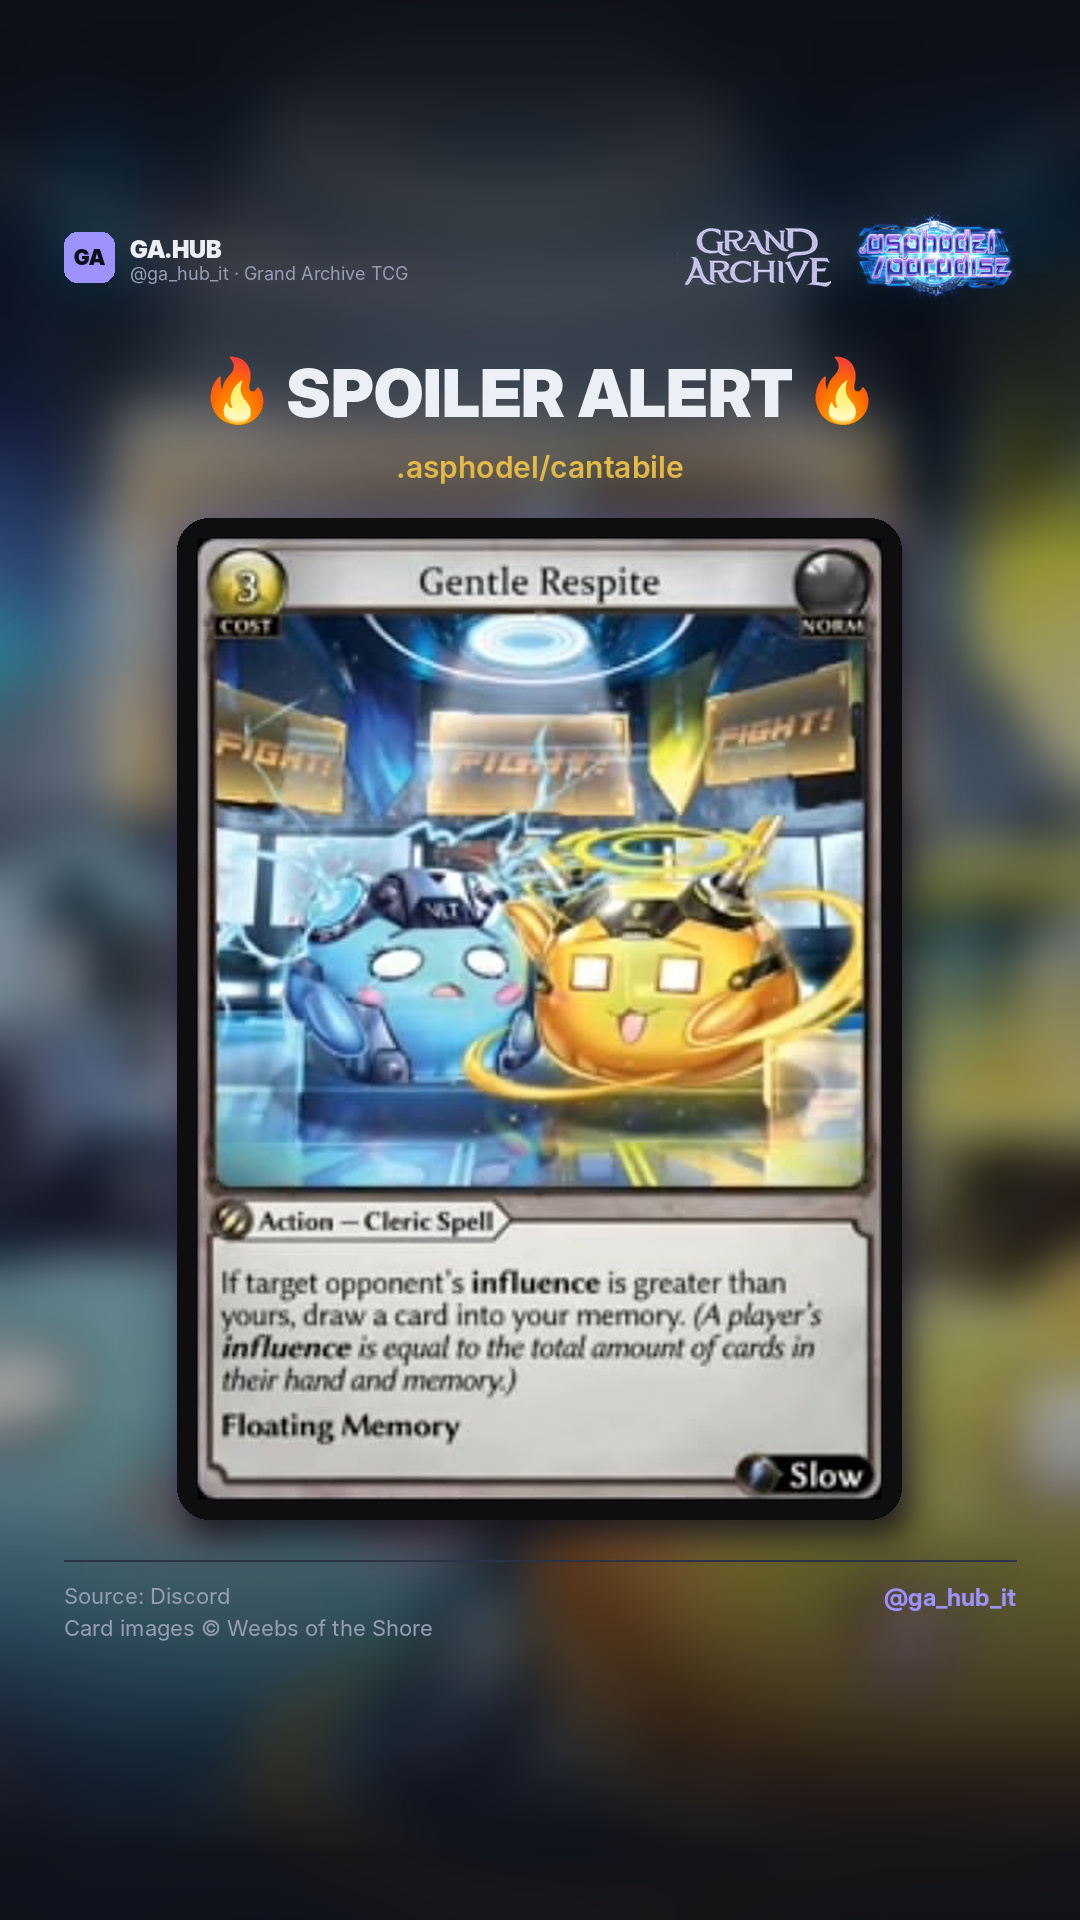 GA
GA.HUB
@ga_hub_it · Grand Archive TCG
GRAND
ARCHIVE
.asphodel
/paradise
🔥 SPOILER ALERT 🔥
.asphodel/cantabile
3
COST
Gentle Respite
NORM
FIGHT!
FIGHT!
FIGHT!
VLT
Action — Cleric Spell
If target opponent's influence is greater than
yours, draw a card into your memory. (A player's
influence is equal to the total amount of cards in
their hand and memory.)
Floating Memory
Slow
Source: Discord
@ga_hub_it
Card images © Weebs of the Shore